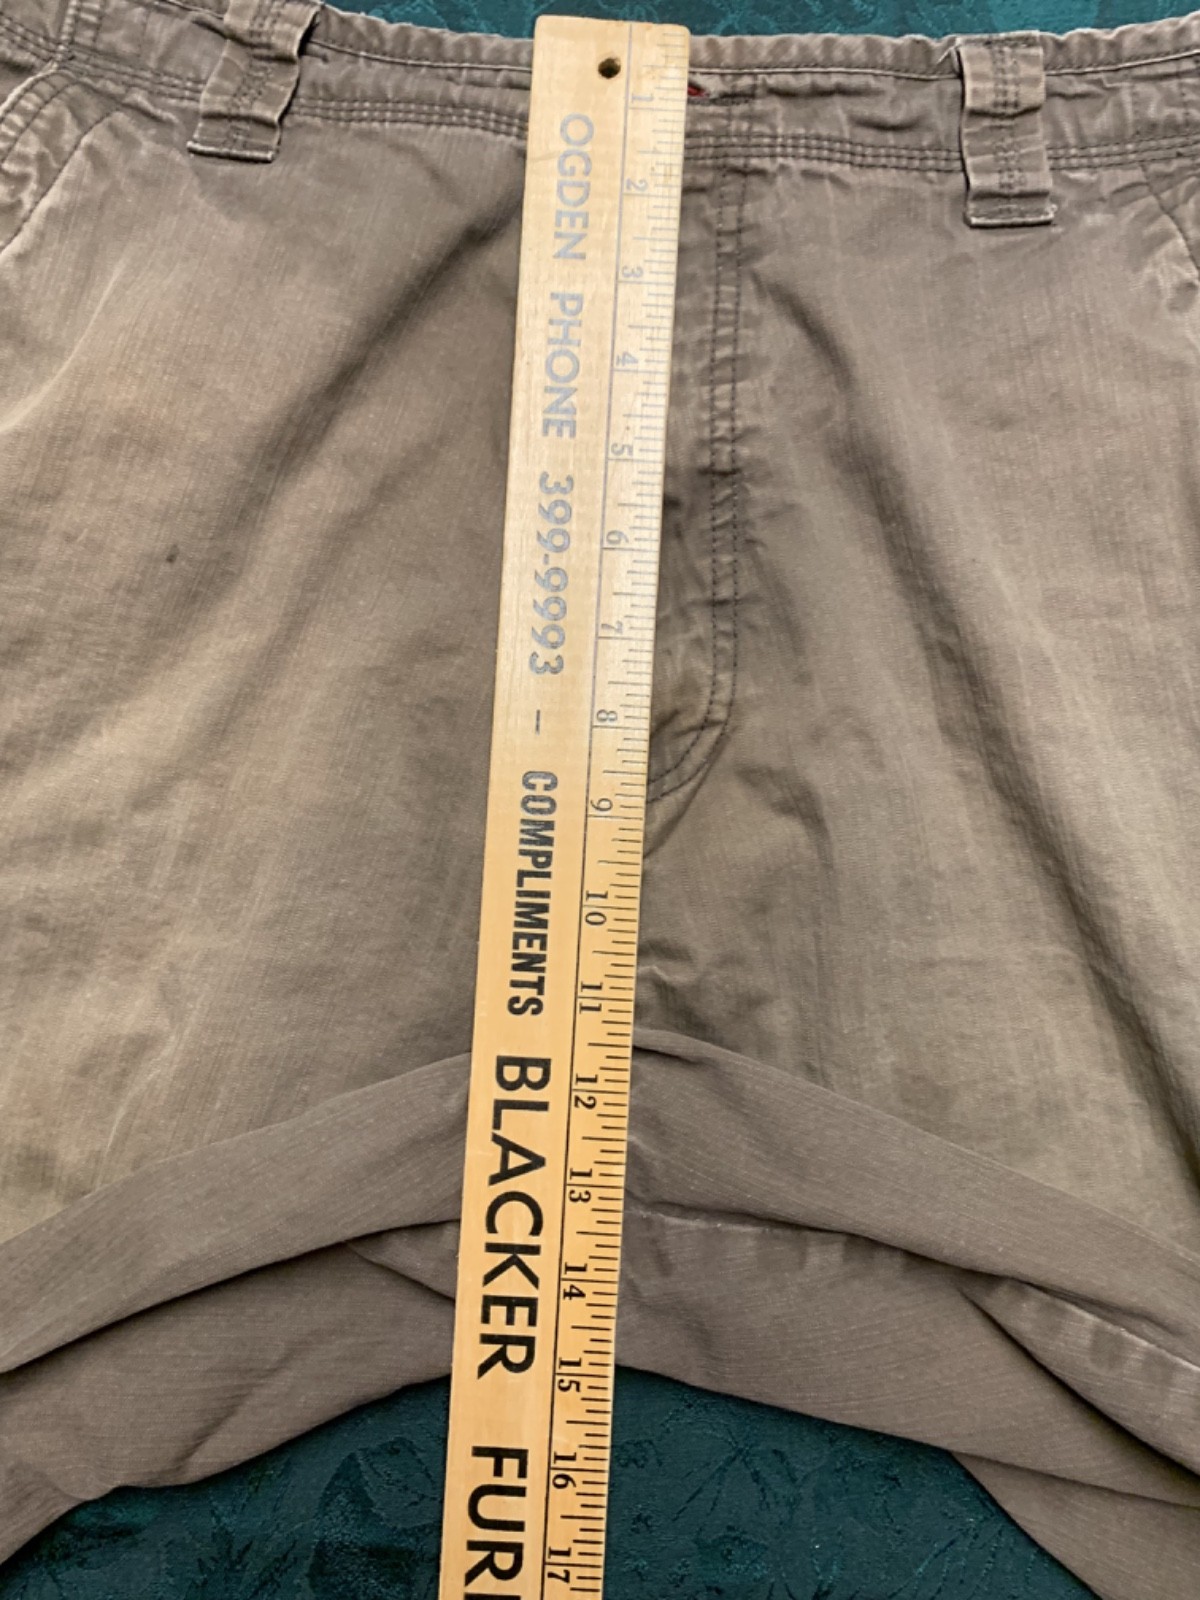 OGDEN PHONE 399-9993 — COMPLIMENTS BLACKER FUR
1 2 3 4 5 6 7 8 9 10 11 12 13 14 15 16 17